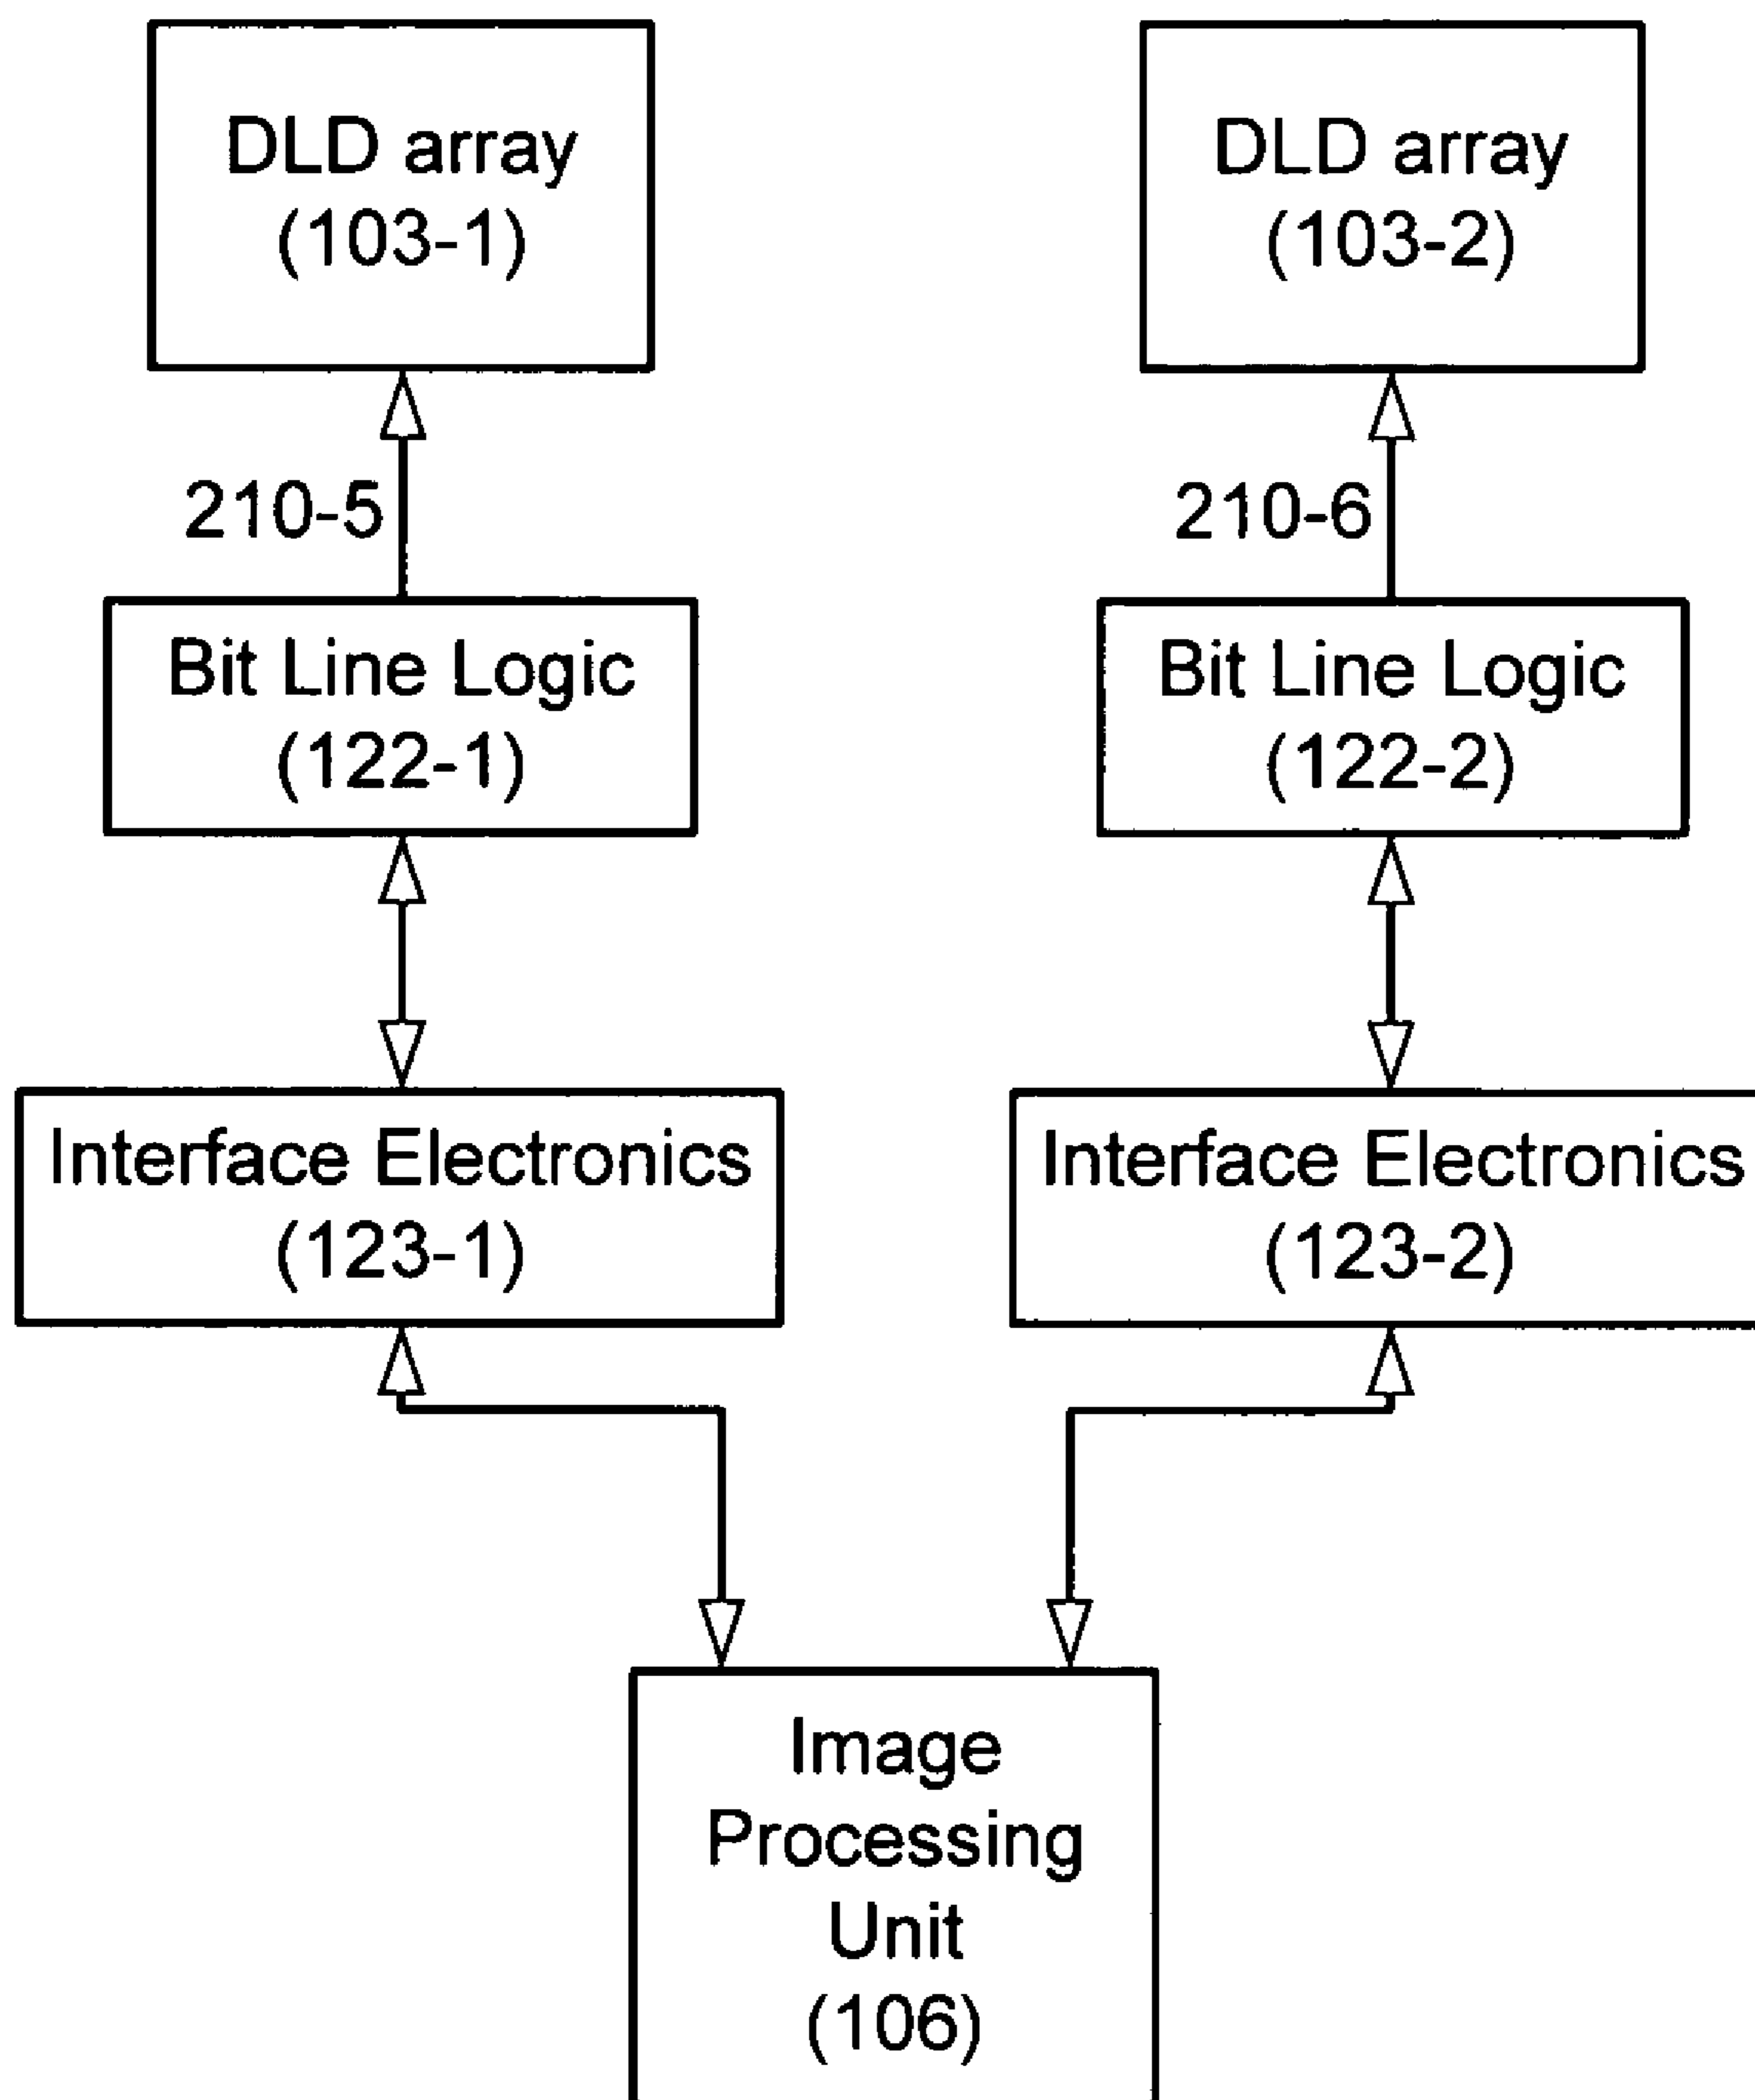 DLD array
(103-1)
DLD array
(103-2)
210-5
210-6
Bit Line Logic
(122-1)
Bit Line Logic
(122-2)
Interface Electronics
(123-1)
Interface Electronics
(123-2)
Image
Processing
Unit
(106)